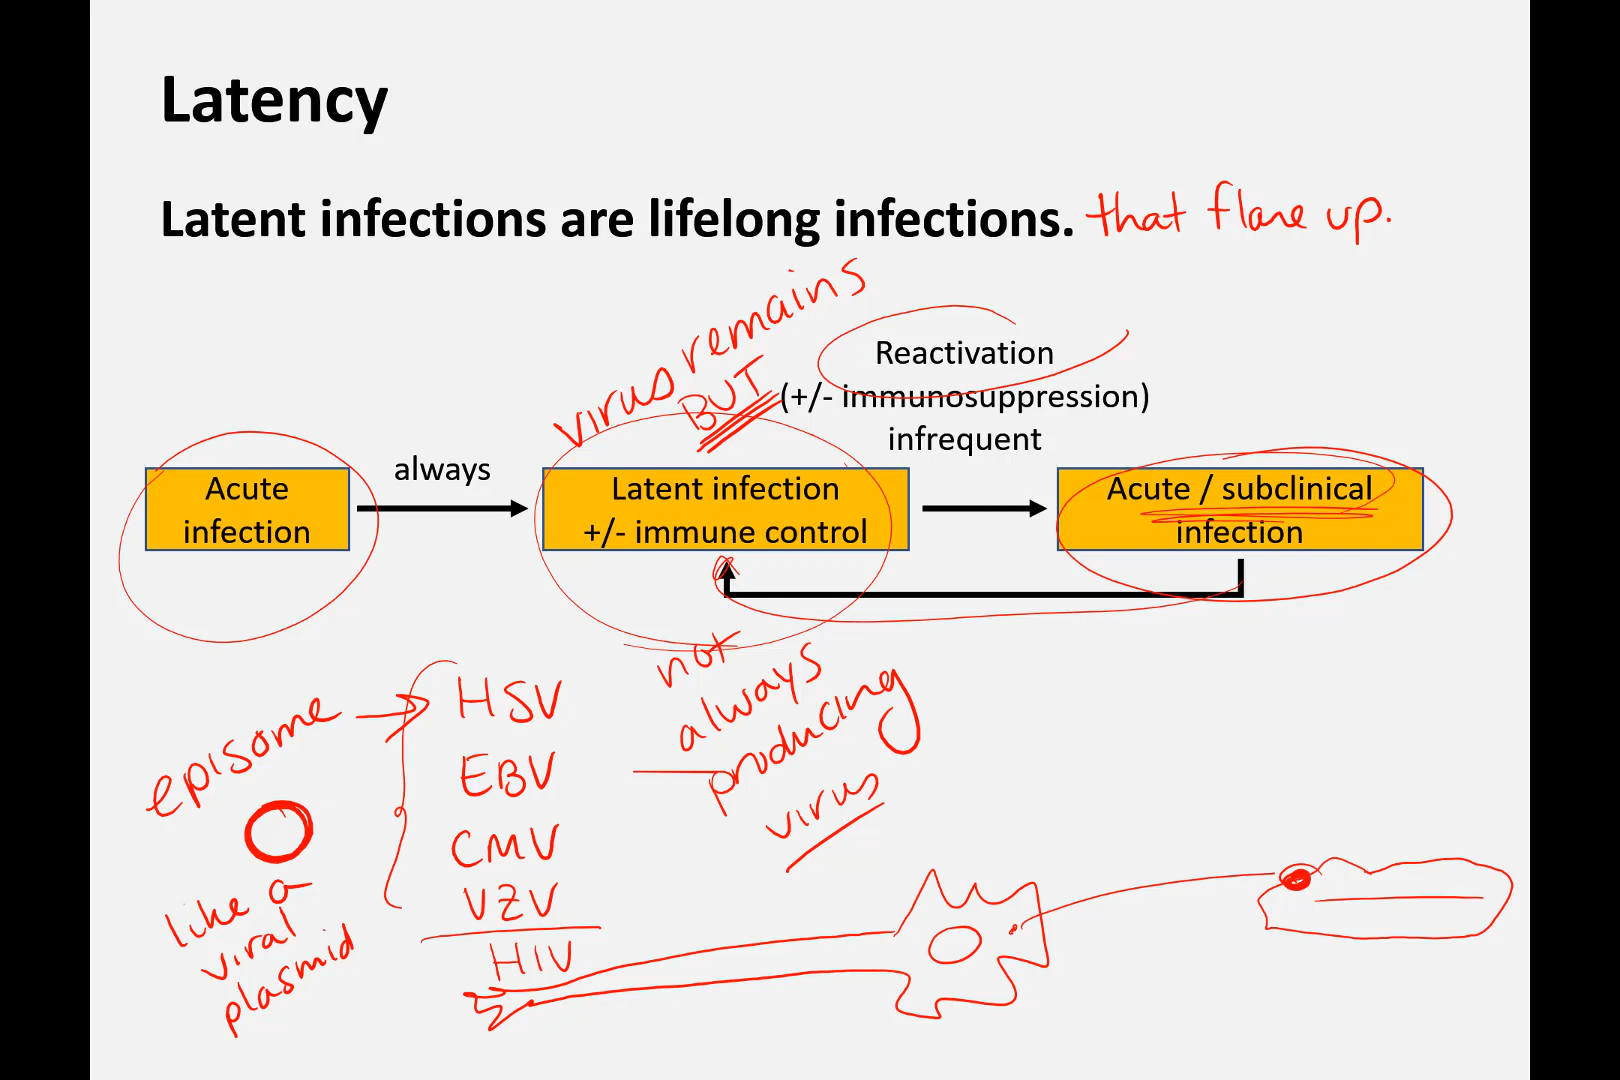 Latency
Latent infections are lifelong infections. that flare up.
virus remains
BUT
Reactivation
(+/- immunosuppression)
infrequent
Acute
infection
always
Latent infection
+/- immune control
Acute / subclinical
infection
not
always
producing
virus
episome
like a
viral
plasmid
HSV
EBV
CMV
VZV
HIV